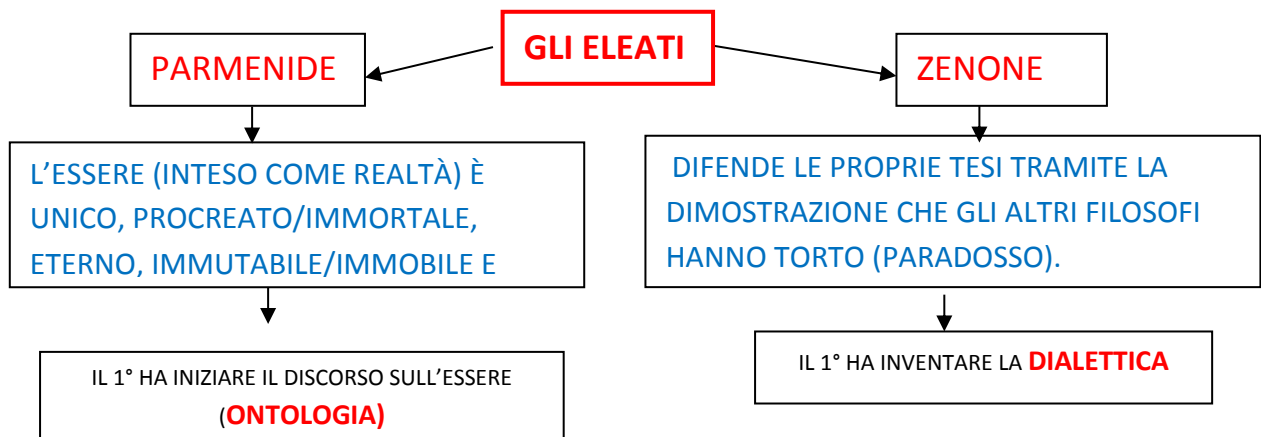 GLI ELEATI
PARMENIDE
ZENONE
L’ESSERE (INTESO COME REALTÀ) È
UNICO, PROCREATO/IMMORTALE,
ETERNO, IMMUTABILE/IMMOBILE E
DIFENDE LE PROPRIE TESI TRAMITE LA
DIMOSTRAZIONE CHE GLI ALTRI FILOSOFI
HANNO TORTO (PARADOSSO).
IL 1° HA INIZIARE IL DISCORSO SULL’ESSERE
(ONTOLOGIA)
IL 1° HA INVENTARE LA DIALETTICA